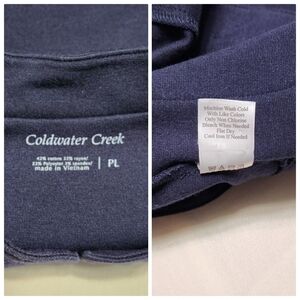 Coldwater Creek
42% cotton 33% rayon/
22% Polyester 3% spandex/
made in Vietnam
PL
Machine Wash Cold
With Like Colors
Only Non Chlorine
Bleach When Needed
Flat Dry
Cool Iron If Needed